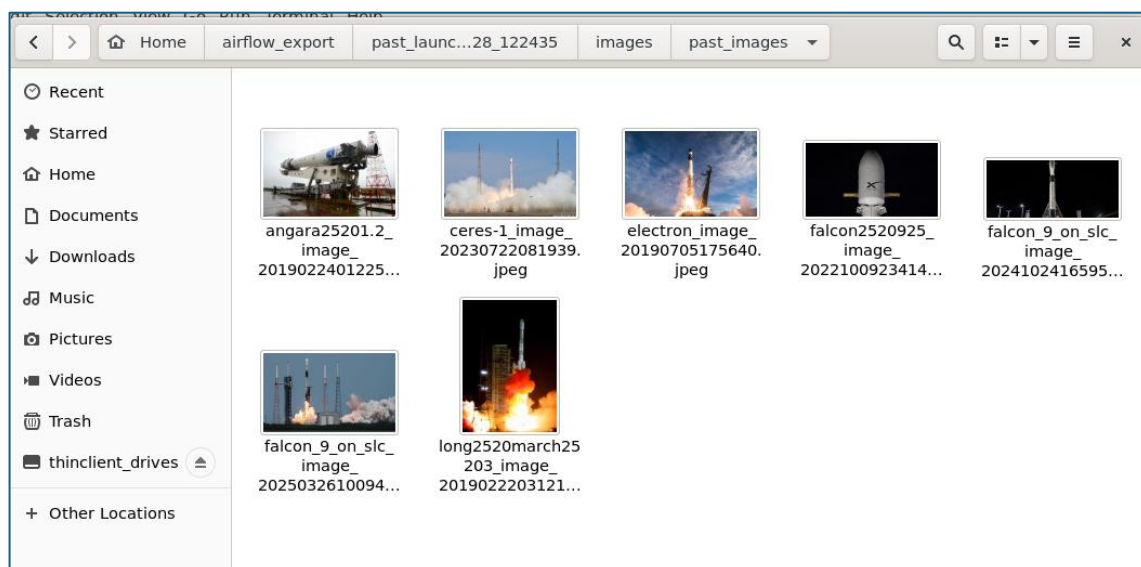 Home airflow_export past_launc...28_122435 images past_images
Recent
Starred
Home
Documents
Downloads
Music
Pictures
Videos
Trash
thinclient_drives
+ Other Locations
angara25201.2_
image_
2019022401225...
ceres-1_image_
20230722081939.
jpeg
electron_image_
20190705175640.
jpeg
falcon2520925_
image_
2022100923414...
falcon_9_on_slc_
image_
2024102416595...
falcon_9_on_slc_
image_
2025032610094...
long2520march25
203_image_
2019022203121...